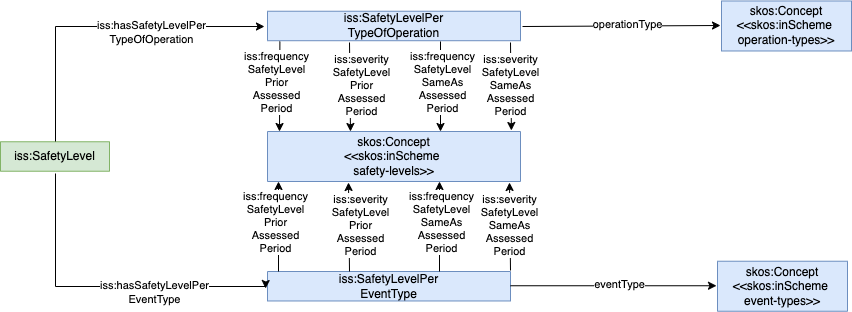 iss:hasSafetyLevelPer
TypeOfOperation
iss:SafetyLevelPer
TypeOfOperation
operationType
skos:Concept
<<skos:inScheme
operation-types>>
iss:frequency
SafetyLevel
Prior
Assessed
Period
iss:severity
SafetyLevel
Prior
Assessed
Period
iss:frequency
SafetyLevel
SameAs
Assessed
Period
iss:severity
SafetyLevel
SameAs
Assessed
Period
iss:SafetyLevel
skos:Concept
<<skos:inScheme
safety-levels>>
iss:frequency
SafetyLevel
Prior
Assessed
Period
iss:severity
SafetyLevel
Prior
Assessed
Period
iss:frequency
SafetyLevel
SameAs
Assessed
Period
iss:severity
SafetyLevel
SameAs
Assessed
Period
iss:hasSafetyLevelPer
EventType
iss:SafetyLevelPer
EventType
eventType
skos:Concept
<<skos:inScheme
event-types>>